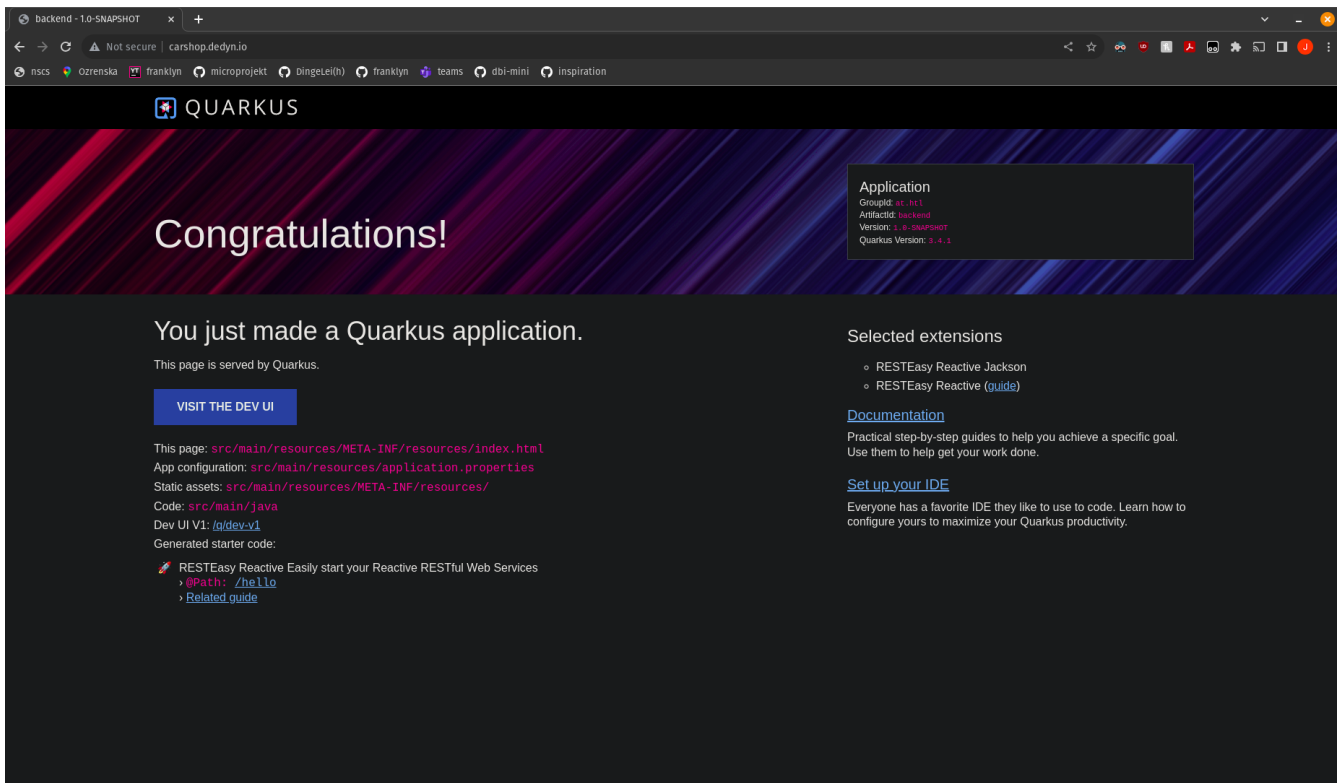 backend - 1.0-SNAPSHOT
Not secure | carshop.dedyn.io
nscs Ozrenska franklyn microprojekt DingeLei(h) franklyn teams dbi-mini inspiration
QUARKUS
Congratulations!
Application
GroupId: at.htl
ArtifactId: backend
Version: 1.0-SNAPSHOT
Quarkus Version: 3.4.1
You just made a Quarkus application.
This page is served by Quarkus.
VISIT THE DEV UI
This page: src/main/resources/META-INF/resources/index.html
App configuration: src/main/resources/application.properties
Static assets: src/main/resources/META-INF/resources/
Code: src/main/java
Dev UI V1: /q/dev-v1
Generated starter code:
RESTEasy Reactive Easily start your Reactive RESTful Web Services
› @Path: /hello
› Related guide
Selected extensions
RESTEasy Reactive Jackson
RESTEasy Reactive (guide)
Documentation
Practical step-by-step guides to help you achieve a specific goal.
Use them to help get your work done.
Set up your IDE
Everyone has a favorite IDE they like to use to code. Learn how to
configure yours to maximize your Quarkus productivity.